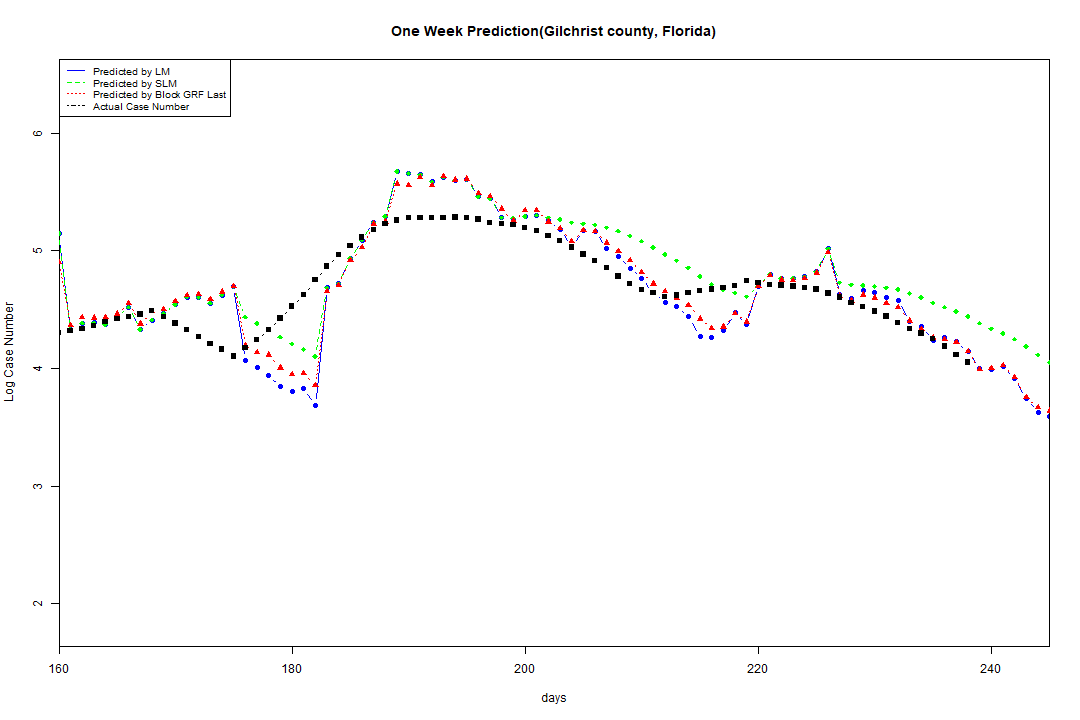 One Week Prediction(Gilchrist county, Florida)
Predicted by LM
Predicted by SLM
Predicted by Block GRF Last
Actual Case Number
6
5
4
3
2
Log Case Number
160 180 200 220 240
days